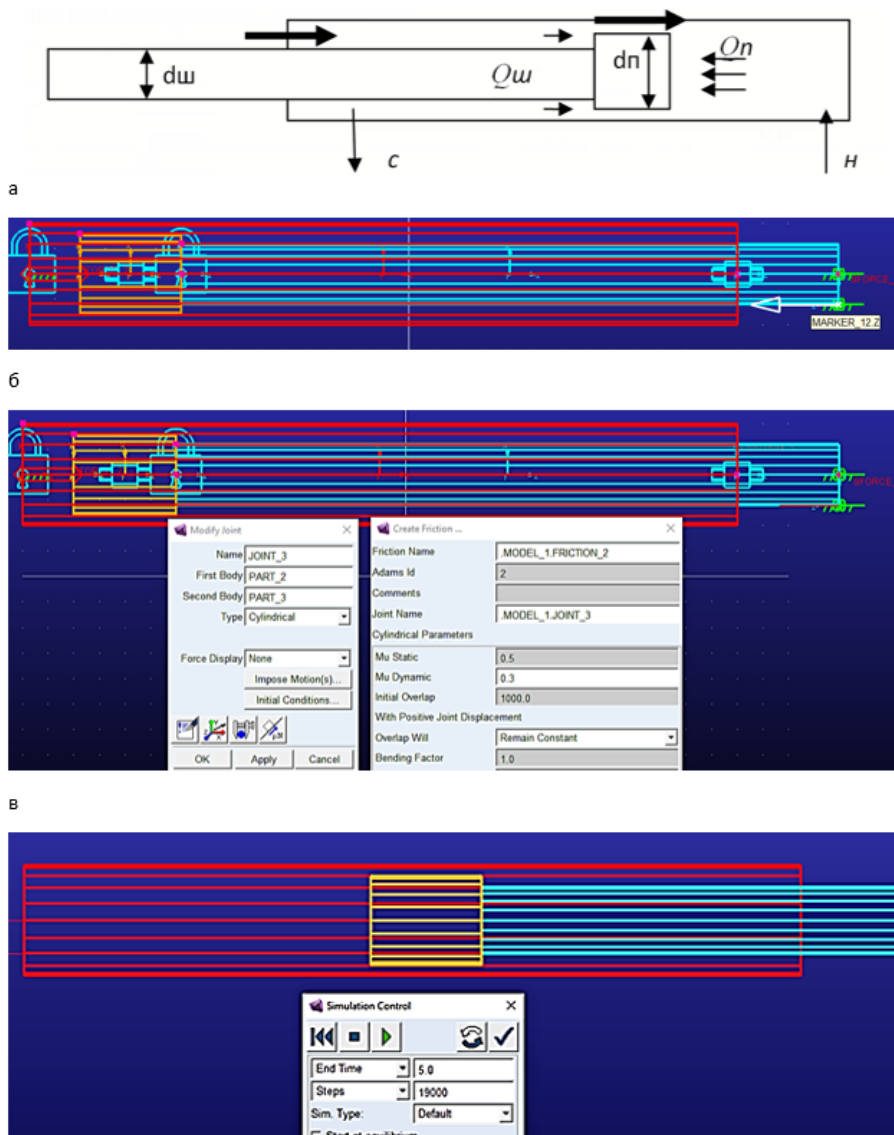 dш
Qш
dп
Qп
с
н
а
MARKER_12.Z
б
Modify Joint
Name JOINT_3
First Body PART_2
Second Body PART_3
Type Cylindrical
Force Display None
Impose Motion(s)...
Initial Conditions...
OK Apply Cancel
Create Friction ...
Friction Name .MODEL_1.FRICTION_2
Adams Id 2
Comments
Joint Name .MODEL_1.JOINT_3
Cylindrical Parameters
Mu Static 0.5
Mu Dynamic 0.3
Initial Overlap 1000.0
With Positive Joint Displacement
Overlap Will Remain Constant
Bending Factor 1.0
в
Simulation Control
End Time 5.0
Steps 19000
Sim. Type: Default
Start at equilibrium